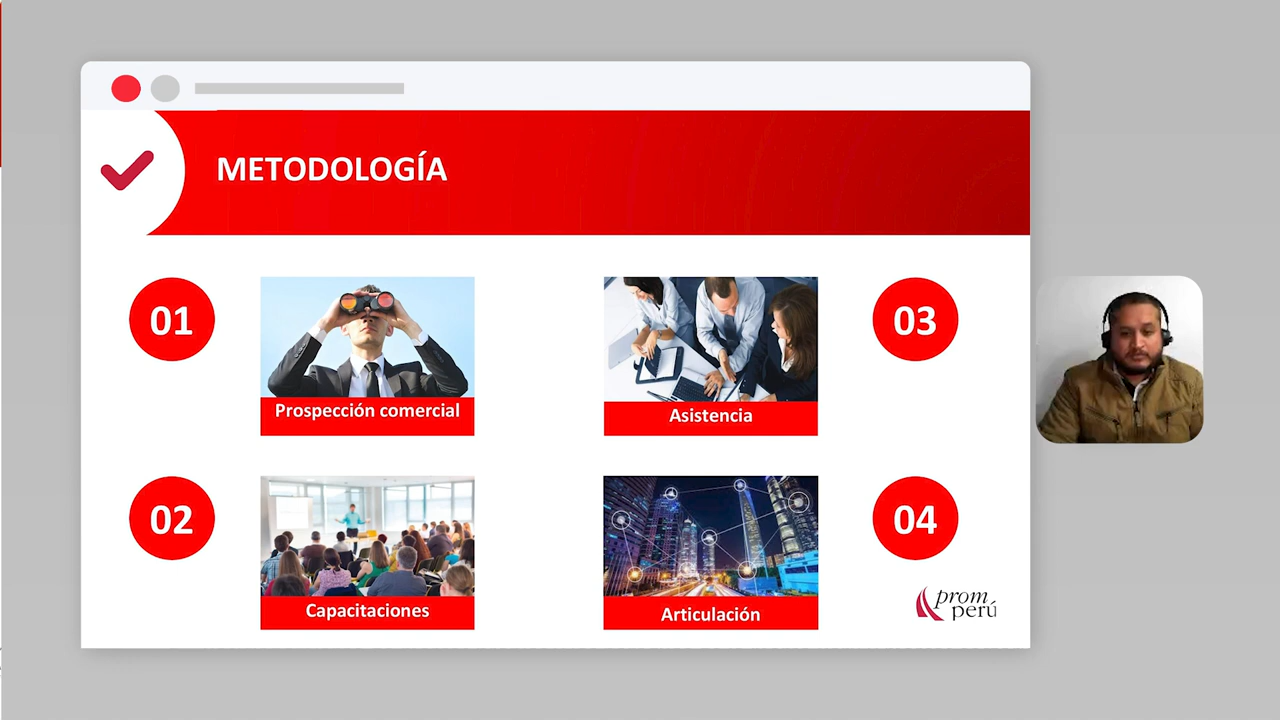 METODOLOGÍA
01
Prospección comercial
02
Capacitaciones
03
Asistencia
04
Articulación
prom
perú